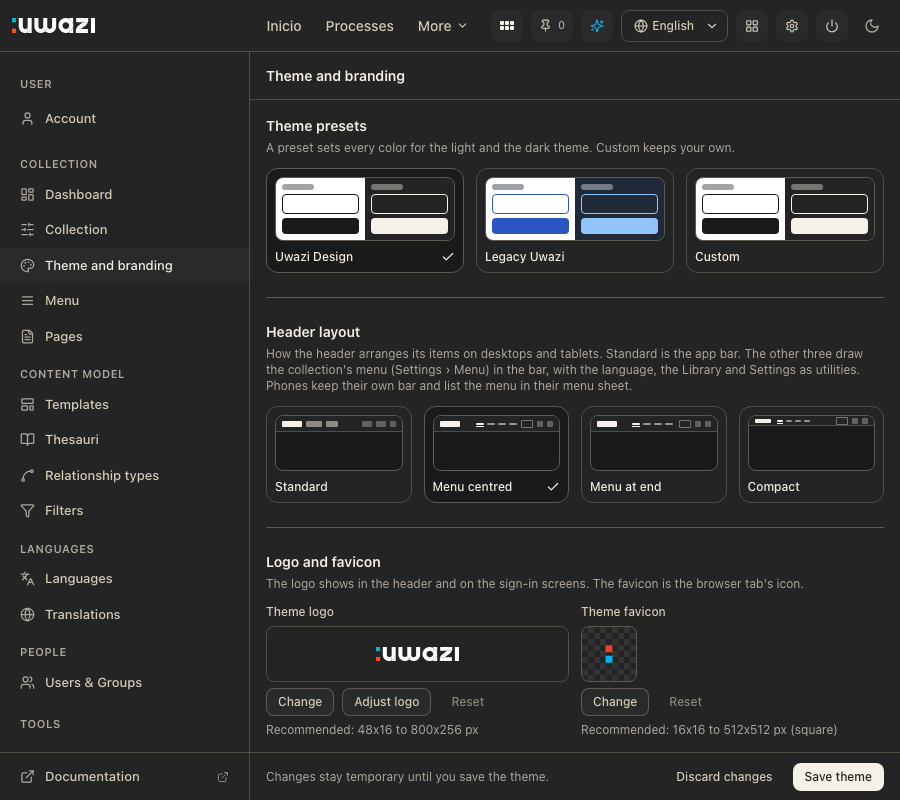 :uwazi
Inicio
Processes
More
0
English
USER
Account
COLLECTION
Dashboard
Collection
Theme and branding
Menu
Pages
CONTENT MODEL
Templates
Thesauri
Relationship types
Filters
LANGUAGES
Languages
Translations
PEOPLE
Users & Groups
TOOLS
Documentation
Theme and branding
Theme presets
A preset sets every color for the light and the dark theme. Custom keeps your own.
Uwazi Design
Legacy Uwazi
Custom
Header layout
How the header arranges its items on desktops and tablets. Standard is the app bar. The other three draw
the collection's menu (Settings › Menu) in the bar, with the language, the Library and Settings as utilities.
Phones keep their own bar and list the menu in their menu sheet.
Standard
Menu centred
Menu at end
Compact
Logo and favicon
The logo shows in the header and on the sign-in screens. The favicon is the browser tab's icon.
Theme logo
:uwazi
Change
Adjust logo
Reset
Recommended: 48x16 to 800x256 px
Theme favicon
Change
Reset
Recommended: 16x16 to 512x512 px (square)
Changes stay temporary until you save the theme.
Discard changes
Save theme